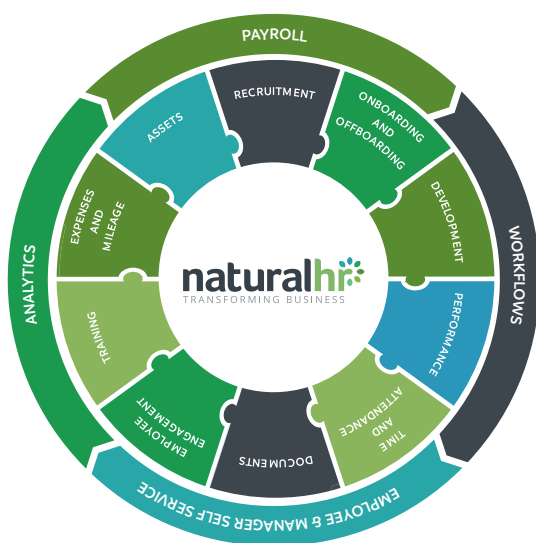 PAYROLL
WORKFLOWS
EMPLOYEE & MANAGER SELF SERVICE
ANALYTICS
RECRUITMENT
ONBOARDING
AND
OFFBOARDING
DEVELOPMENT
PERFORMANCE
TIME
AND
ATTENDANCE
DOCUMENTS
EMPLOYEE
ENGAGEMENT
TRAINING
EXPENSES
AND
MILEAGE
ASSETS
naturalhr
TRANSFORMING BUSINESS